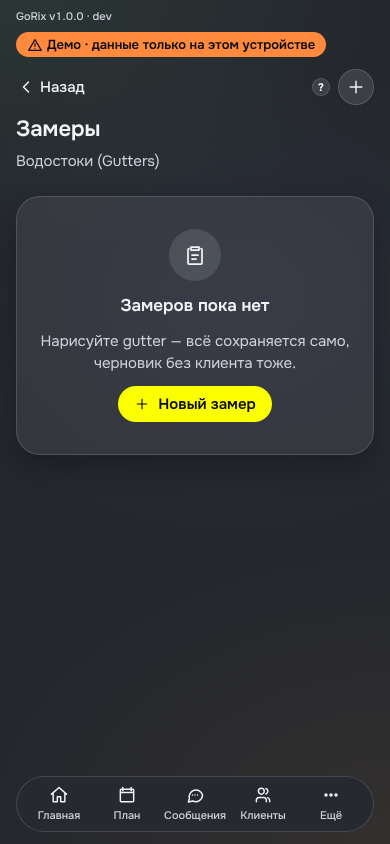 GoRix v1.0.0 · dev
Демо · данные только на этом устройстве
Назад
?
Замеры
Водостоки (Gutters)
Замеров пока нет
Нарисуйте gutter — всё сохраняется само,
черновик без клиента тоже.
Новый замер
Главная План Сообщения Клиенты Ещё